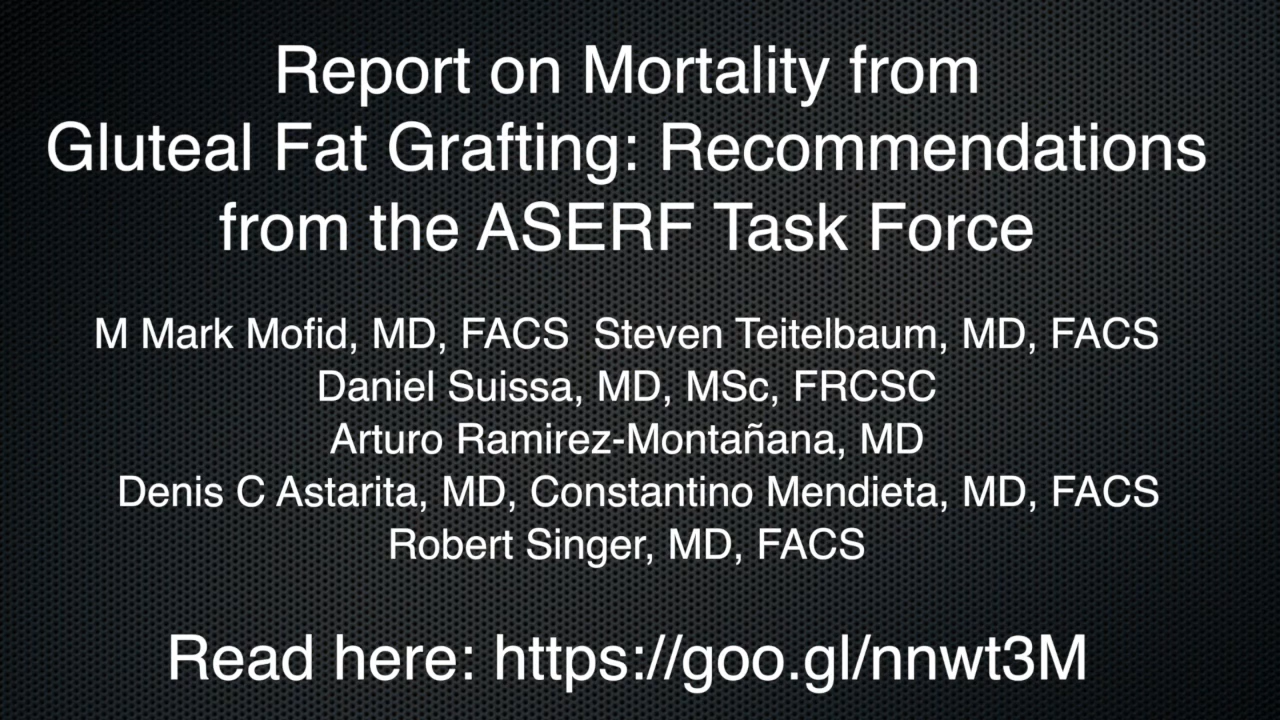 Report on Mortality from
Gluteal Fat Grafting: Recommendations
from the ASERF Task Force
M Mark Mofid, MD, FACS  Steven Teitelbaum, MD, FACS
Daniel Suissa, MD, MSc, FRCSC
Arturo Ramirez-Montañana, MD
Denis C Astarita, MD, Constantino Mendieta, MD, FACS
Robert Singer, MD, FACS
Read here: https://goo.gl/nnwt3M